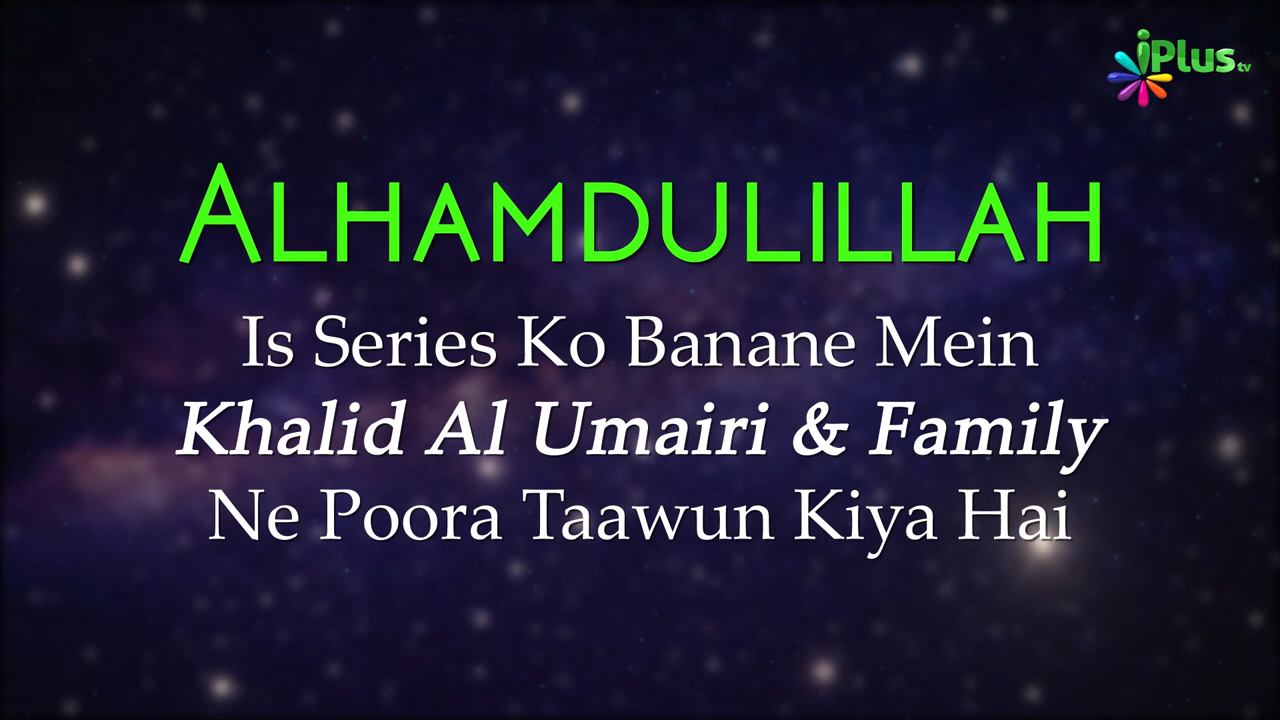 iPlus tv
ALHAMDULILLAH
Is Series Ko Banane Mein
Khalid Al Umairi & Family
Ne Poora Taawun Kiya Hai